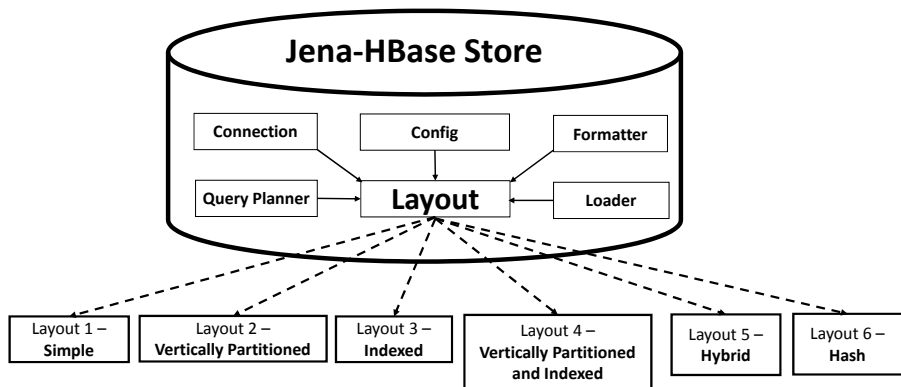 Jena-HBase Store
Connection
Config
Formatter
Query Planner
Layout
Loader
Layout 1 –
Simple
Layout 2 –
Vertically Partitioned
Layout 3 –
Indexed
Layout 4 –
Vertically Partitioned
and Indexed
Layout 5 –
Hybrid
Layout 6 –
Hash